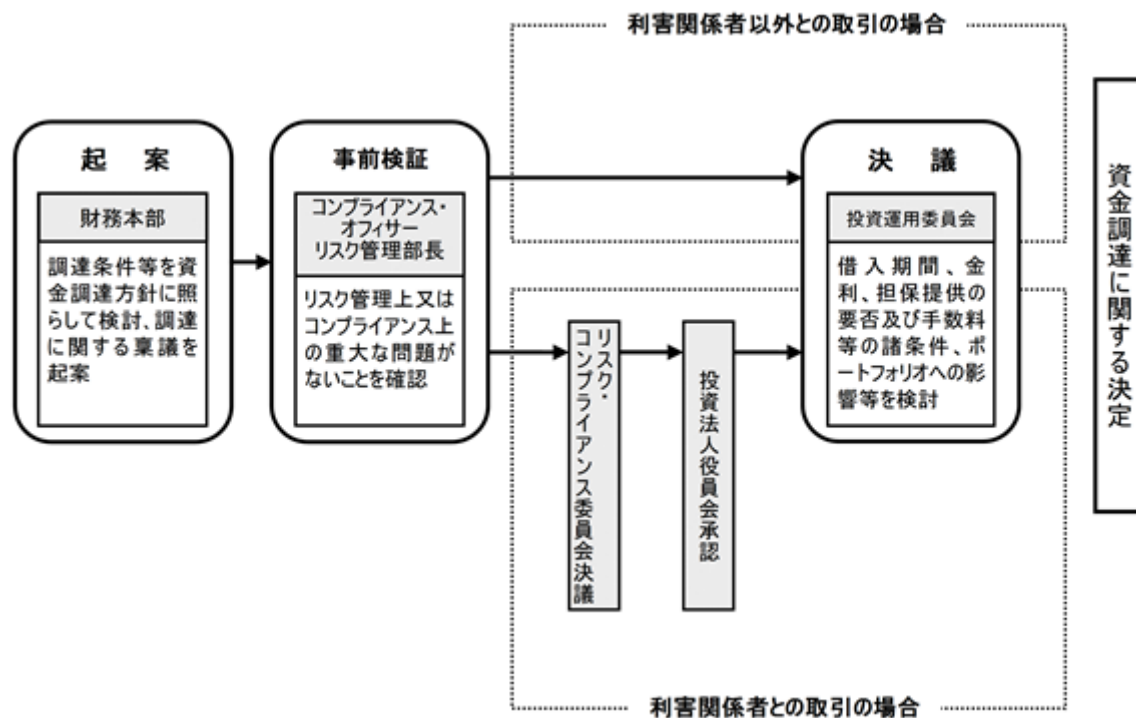 利害関係者以外との取引の場合
起 案
財務本部
調達条件等を資
金調達方針に照
らして検討、調達
に関する稟議を
起案
事前検証
コンプライアンス・
オフィサー
リスク管理部長
リスク管理上又は
コンプライアンス上
の重大な問題が
ないことを確認
リスク・
コンプライアンス委員会決議
投資法人役員会承認
決 議
投資運用委員会
借入期間、金
利、担保提供の
要否及び手数料
等の諸条件、ポ
ートフォリオへの影
響等を検討
資金調達に関する決定
利害関係者との取引の場合